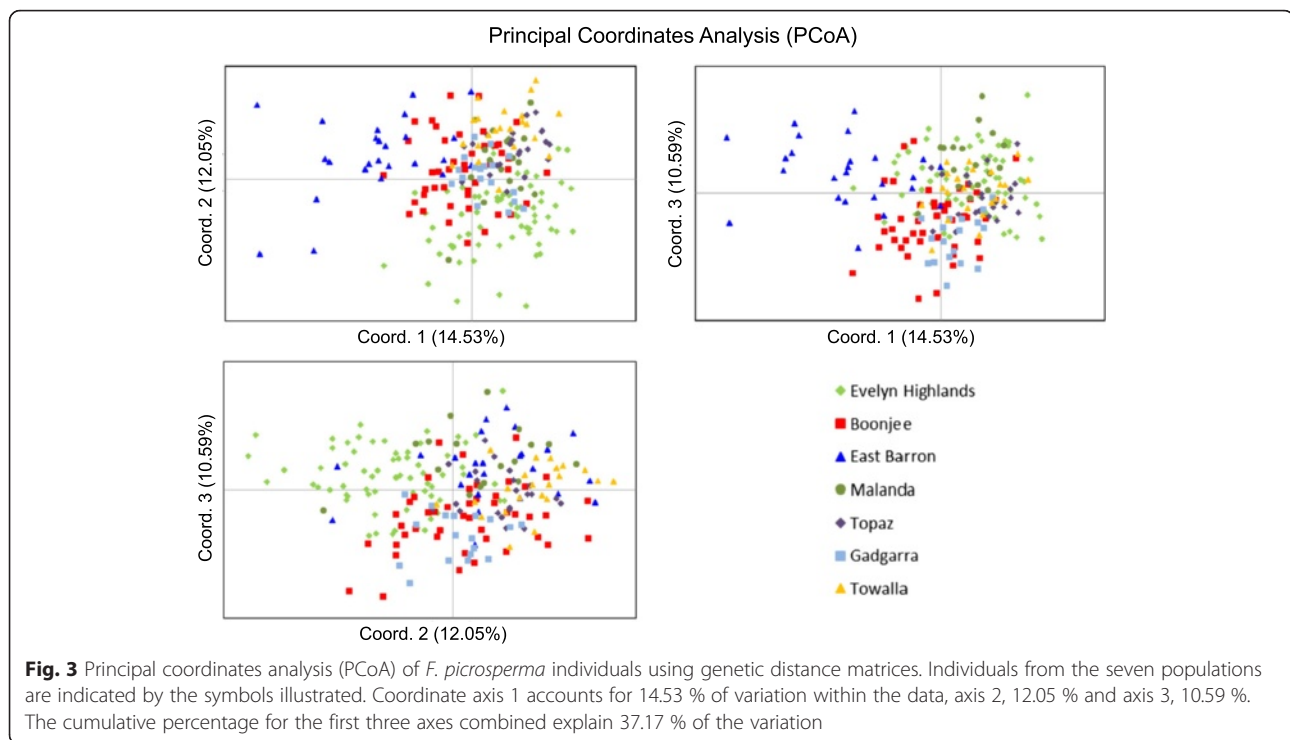 Principal Coordinates Analysis (PCoA)
Coord. 2 (12.05%)
Coord. 1 (14.53%)
Coord. 3 (10.59%)
Coord. 1 (14.53%)
Coord. 3 (10.59%)
Coord. 2 (12.05%)
Evelyn Highlands
Boonjee
East Barron
Malanda
Topaz
Gadgarra
Towalla
Fig. 3 Principal coordinates analysis (PCoA) of F. picrosperma individuals using genetic distance matrices. Individuals from the seven populations
are indicated by the symbols illustrated. Coordinate axis 1 accounts for 14.53 % of variation within the data, axis 2, 12.05 % and axis 3, 10.59 %.
The cumulative percentage for the first three axes combined explain 37.17 % of the variation